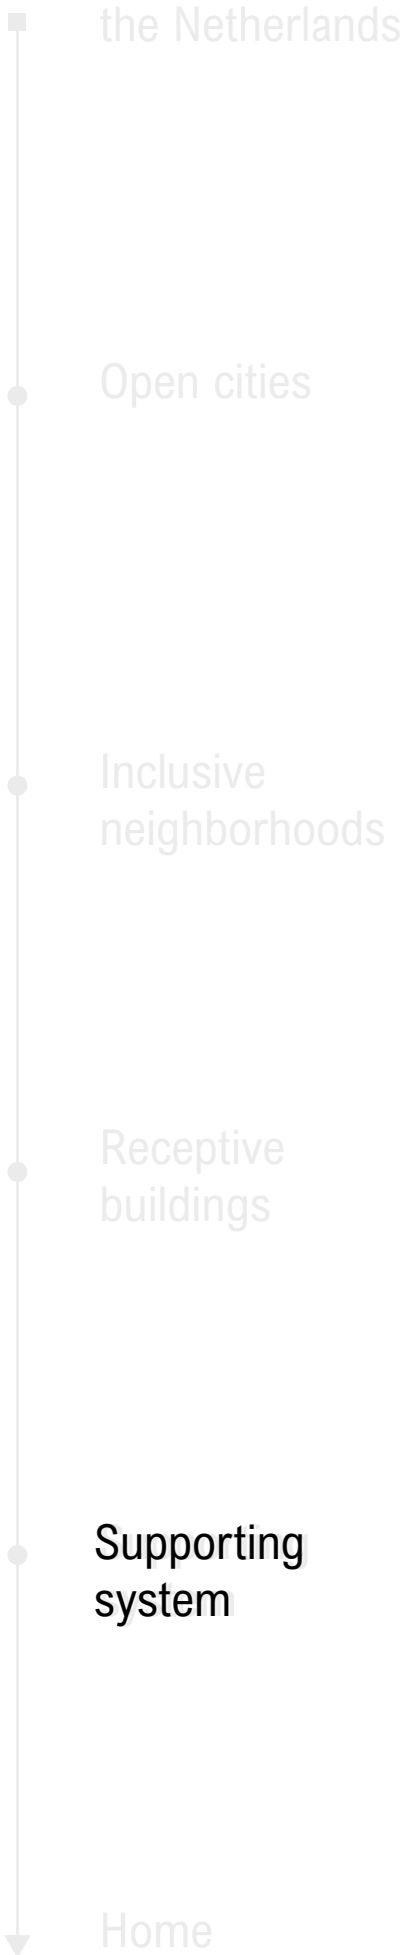 the Netherlands
Open cities
Inclusive
neighborhoods
Receptive
buildings
Supporting
system
Home